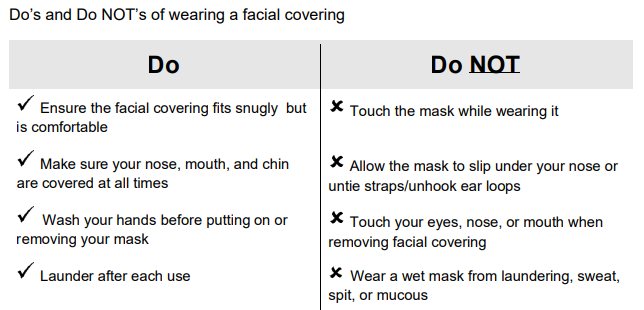 Do's and Do NOT's of wearing a facial covering
Do
Do NOT
✓ Ensure the facial covering fits snugly but
is comfortable
✓ Make sure your nose, mouth, and chin
are covered at all times
✓ Wash your hands before putting on or
removing your mask
✓ Launder after each use
✘ Touch the mask while wearing it
✘ Allow the mask to slip under your nose or
untie straps/unhook ear loops
✘ Touch your eyes, nose, or mouth when
removing facial covering
✘ Wear a wet mask from laundering, sweat,
spit, or mucous